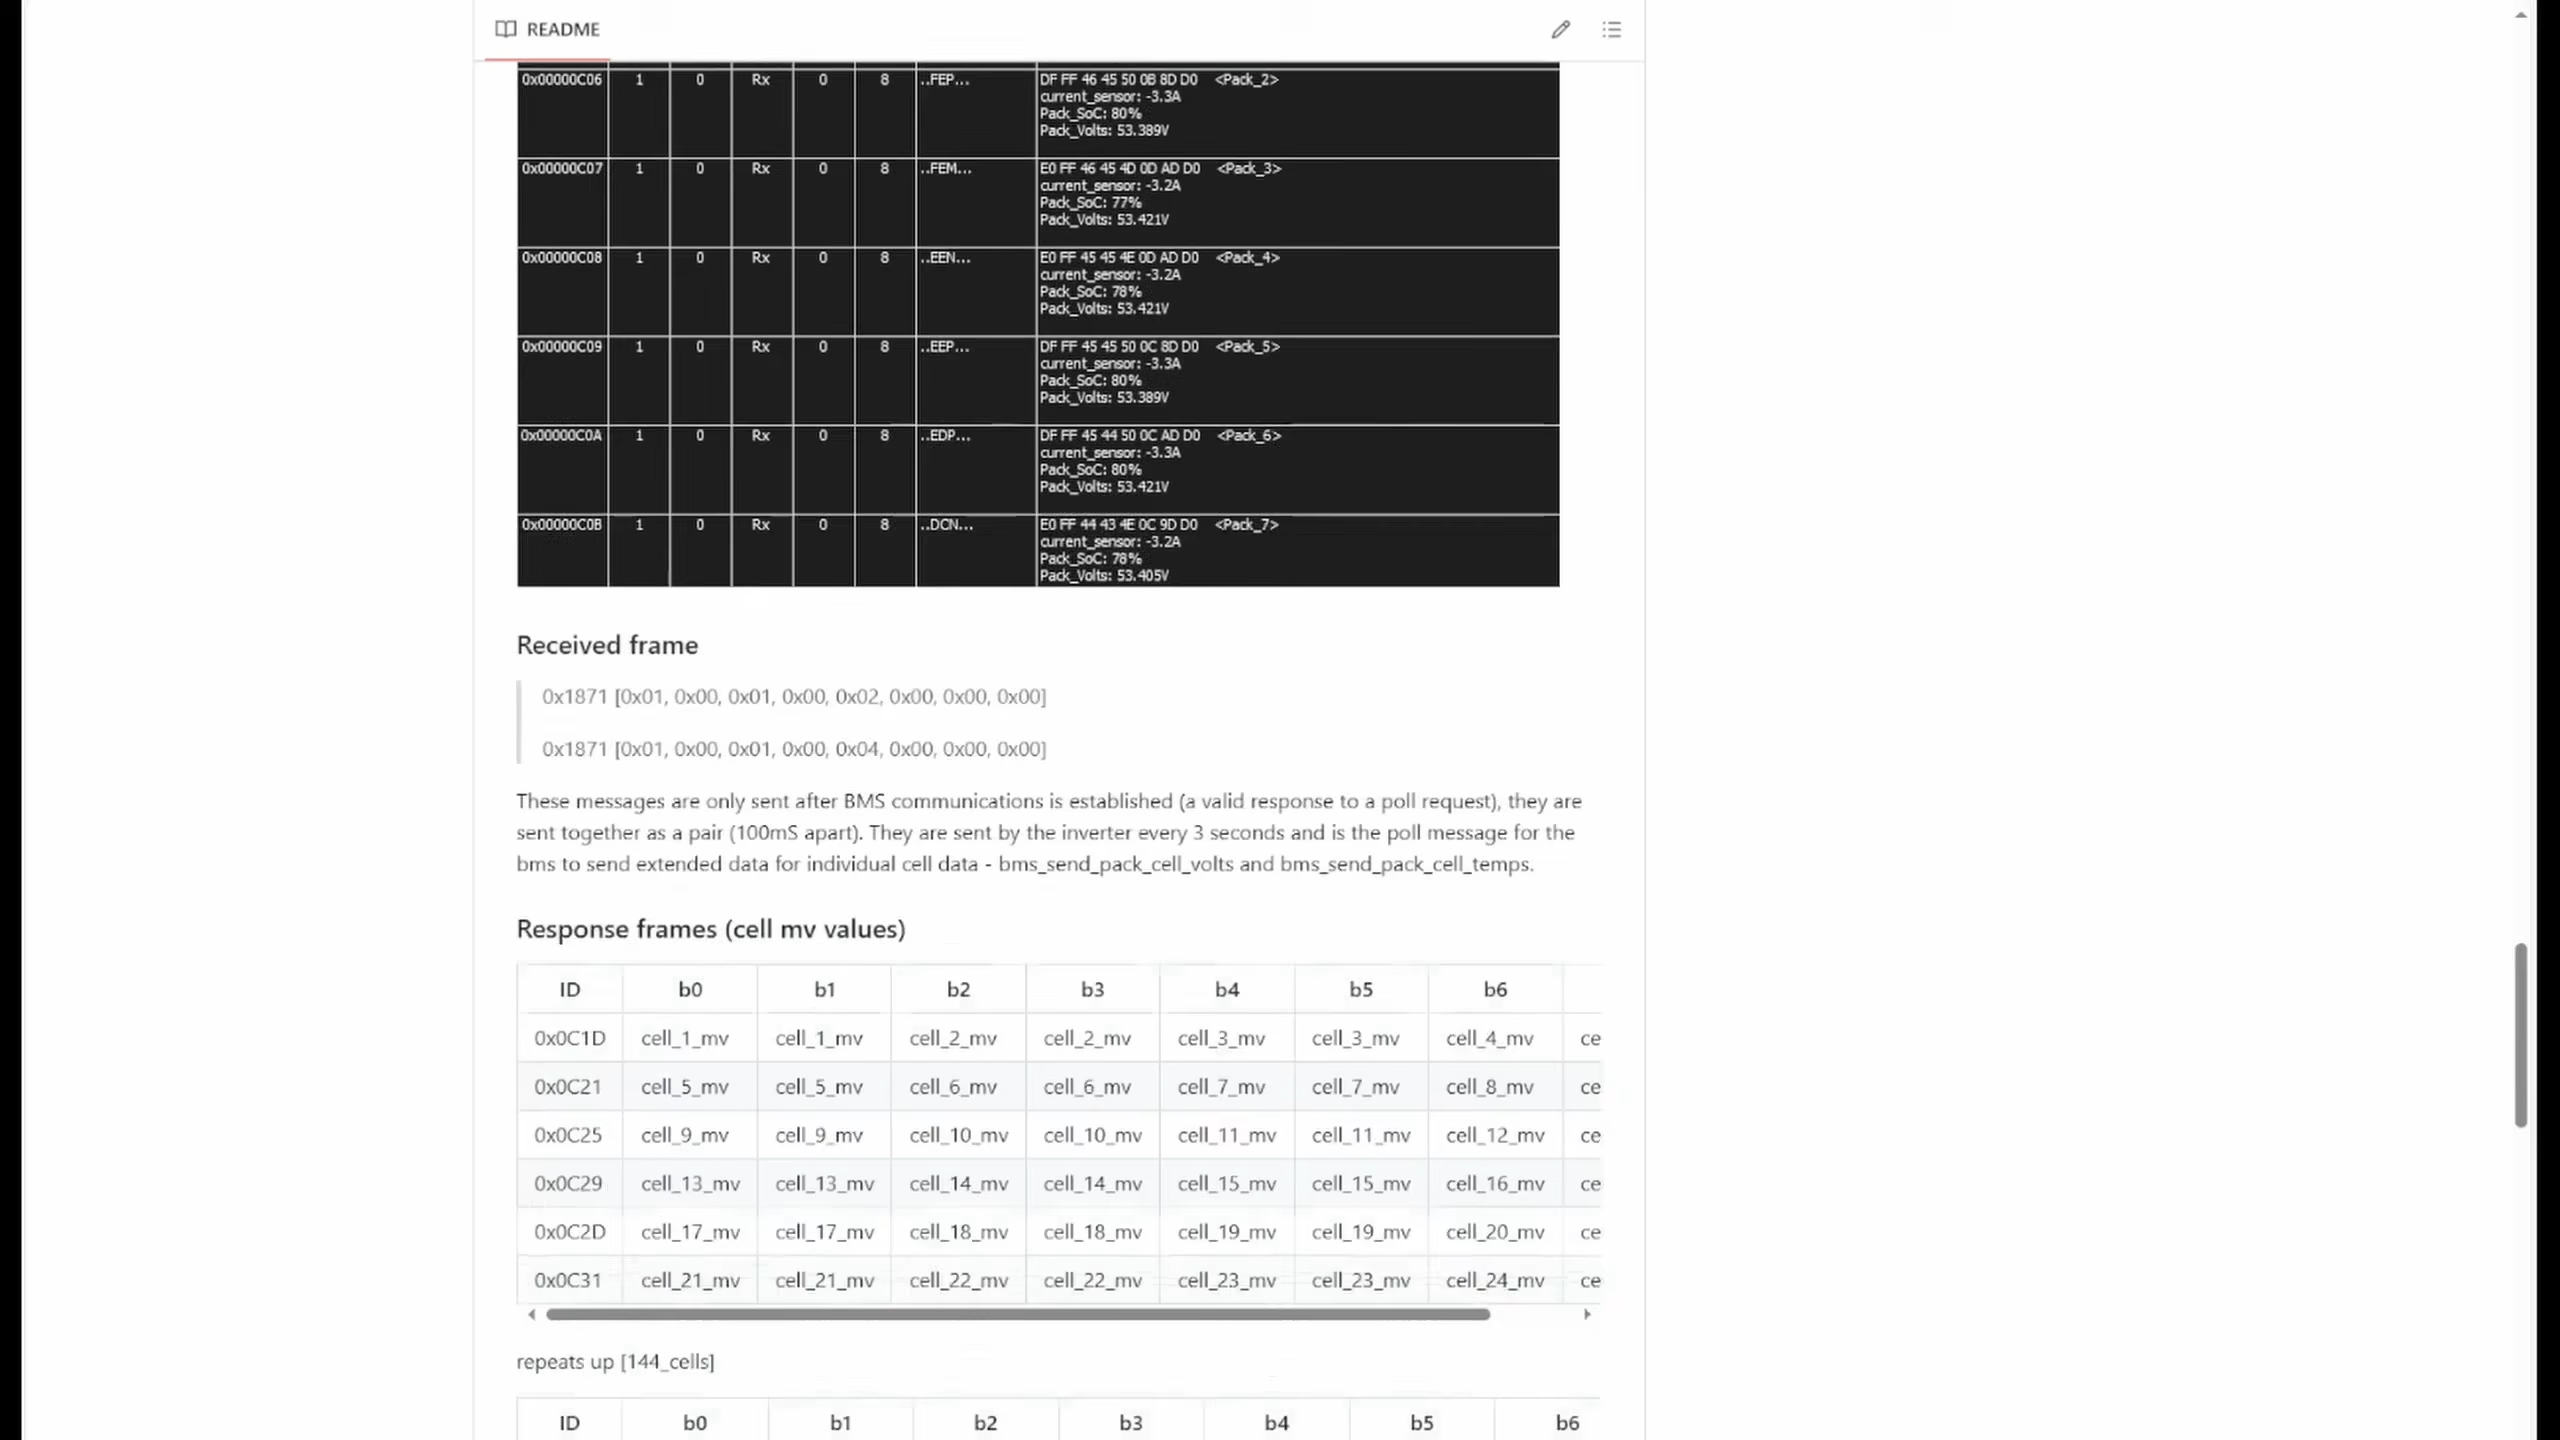 README
0x00000C06 1 0 Rx 0 8 ..FEP... DF FF 46 45 50 0B 8D D0 <Pack_2>
current_sensor: -3.3A
Pack_SoC: 80%
Pack_Volts: 53.389V
0x00000C07 1 0 Rx 0 8 ..FEM... E0 FF 46 45 4D 0D AD D0 <Pack_3>
current_sensor: -3.2A
Pack_SoC: 77%
Pack_Volts: 53.421V
0x00000C08 1 0 Rx 0 8 ..EEN... E0 FF 45 45 4E 0D AD D0 <Pack_4>
current_sensor: -3.2A
Pack_SoC: 78%
Pack_Volts: 53.421V
0x00000C09 1 0 Rx 0 8 ..EEP... DF FF 45 45 50 0C 8D D0 <Pack_5>
current_sensor: -3.3A
Pack_SoC: 80%
Pack_Volts: 53.389V
0x00000C0A 1 0 Rx 0 8 ..EDP... DF FF 45 44 50 0C AD D0 <Pack_6>
current_sensor: -3.3A
Pack_SoC: 80%
Pack_Volts: 53.421V
0x00000C0B 1 0 Rx 0 8 ..DCN... E0 FF 44 43 4E 0C 9D D0 <Pack_7>
current_sensor: -3.2A
Pack_SoC: 78%
Pack_Volts: 53.405V
Received frame
0x1871 [0x01, 0x00, 0x01, 0x00, 0x02, 0x00, 0x00, 0x00]
0x1871 [0x01, 0x00, 0x01, 0x00, 0x04, 0x00, 0x00, 0x00]
These messages are only sent after BMS communications is established (a valid response to a poll request), they are
sent together as a pair (100mS apart). They are sent by the inverter every 3 seconds and is the poll message for the
bms to send extended data for individual cell data - bms_send_pack_cell_volts and bms_send_pack_cell_temps.
Response frames (cell mv values)
ID b0 b1 b2 b3 b4 b5 b6
0x0C1D cell_1_mv cell_1_mv cell_2_mv cell_2_mv cell_3_mv cell_3_mv cell_4_mv ce
0x0C21 cell_5_mv cell_5_mv cell_6_mv cell_6_mv cell_7_mv cell_7_mv cell_8_mv ce
0x0C25 cell_9_mv cell_9_mv cell_10_mv cell_10_mv cell_11_mv cell_11_mv cell_12_mv ce
0x0C29 cell_13_mv cell_13_mv cell_14_mv cell_14_mv cell_15_mv cell_15_mv cell_16_mv ce
0x0C2D cell_17_mv cell_17_mv cell_18_mv cell_18_mv cell_19_mv cell_19_mv cell_20_mv ce
0x0C31 cell_21_mv cell_21_mv cell_22_mv cell_22_mv cell_23_mv cell_23_mv cell_24_mv ce
repeats up [144_cells]
ID b0 b1 b2 b3 b4 b5 b6